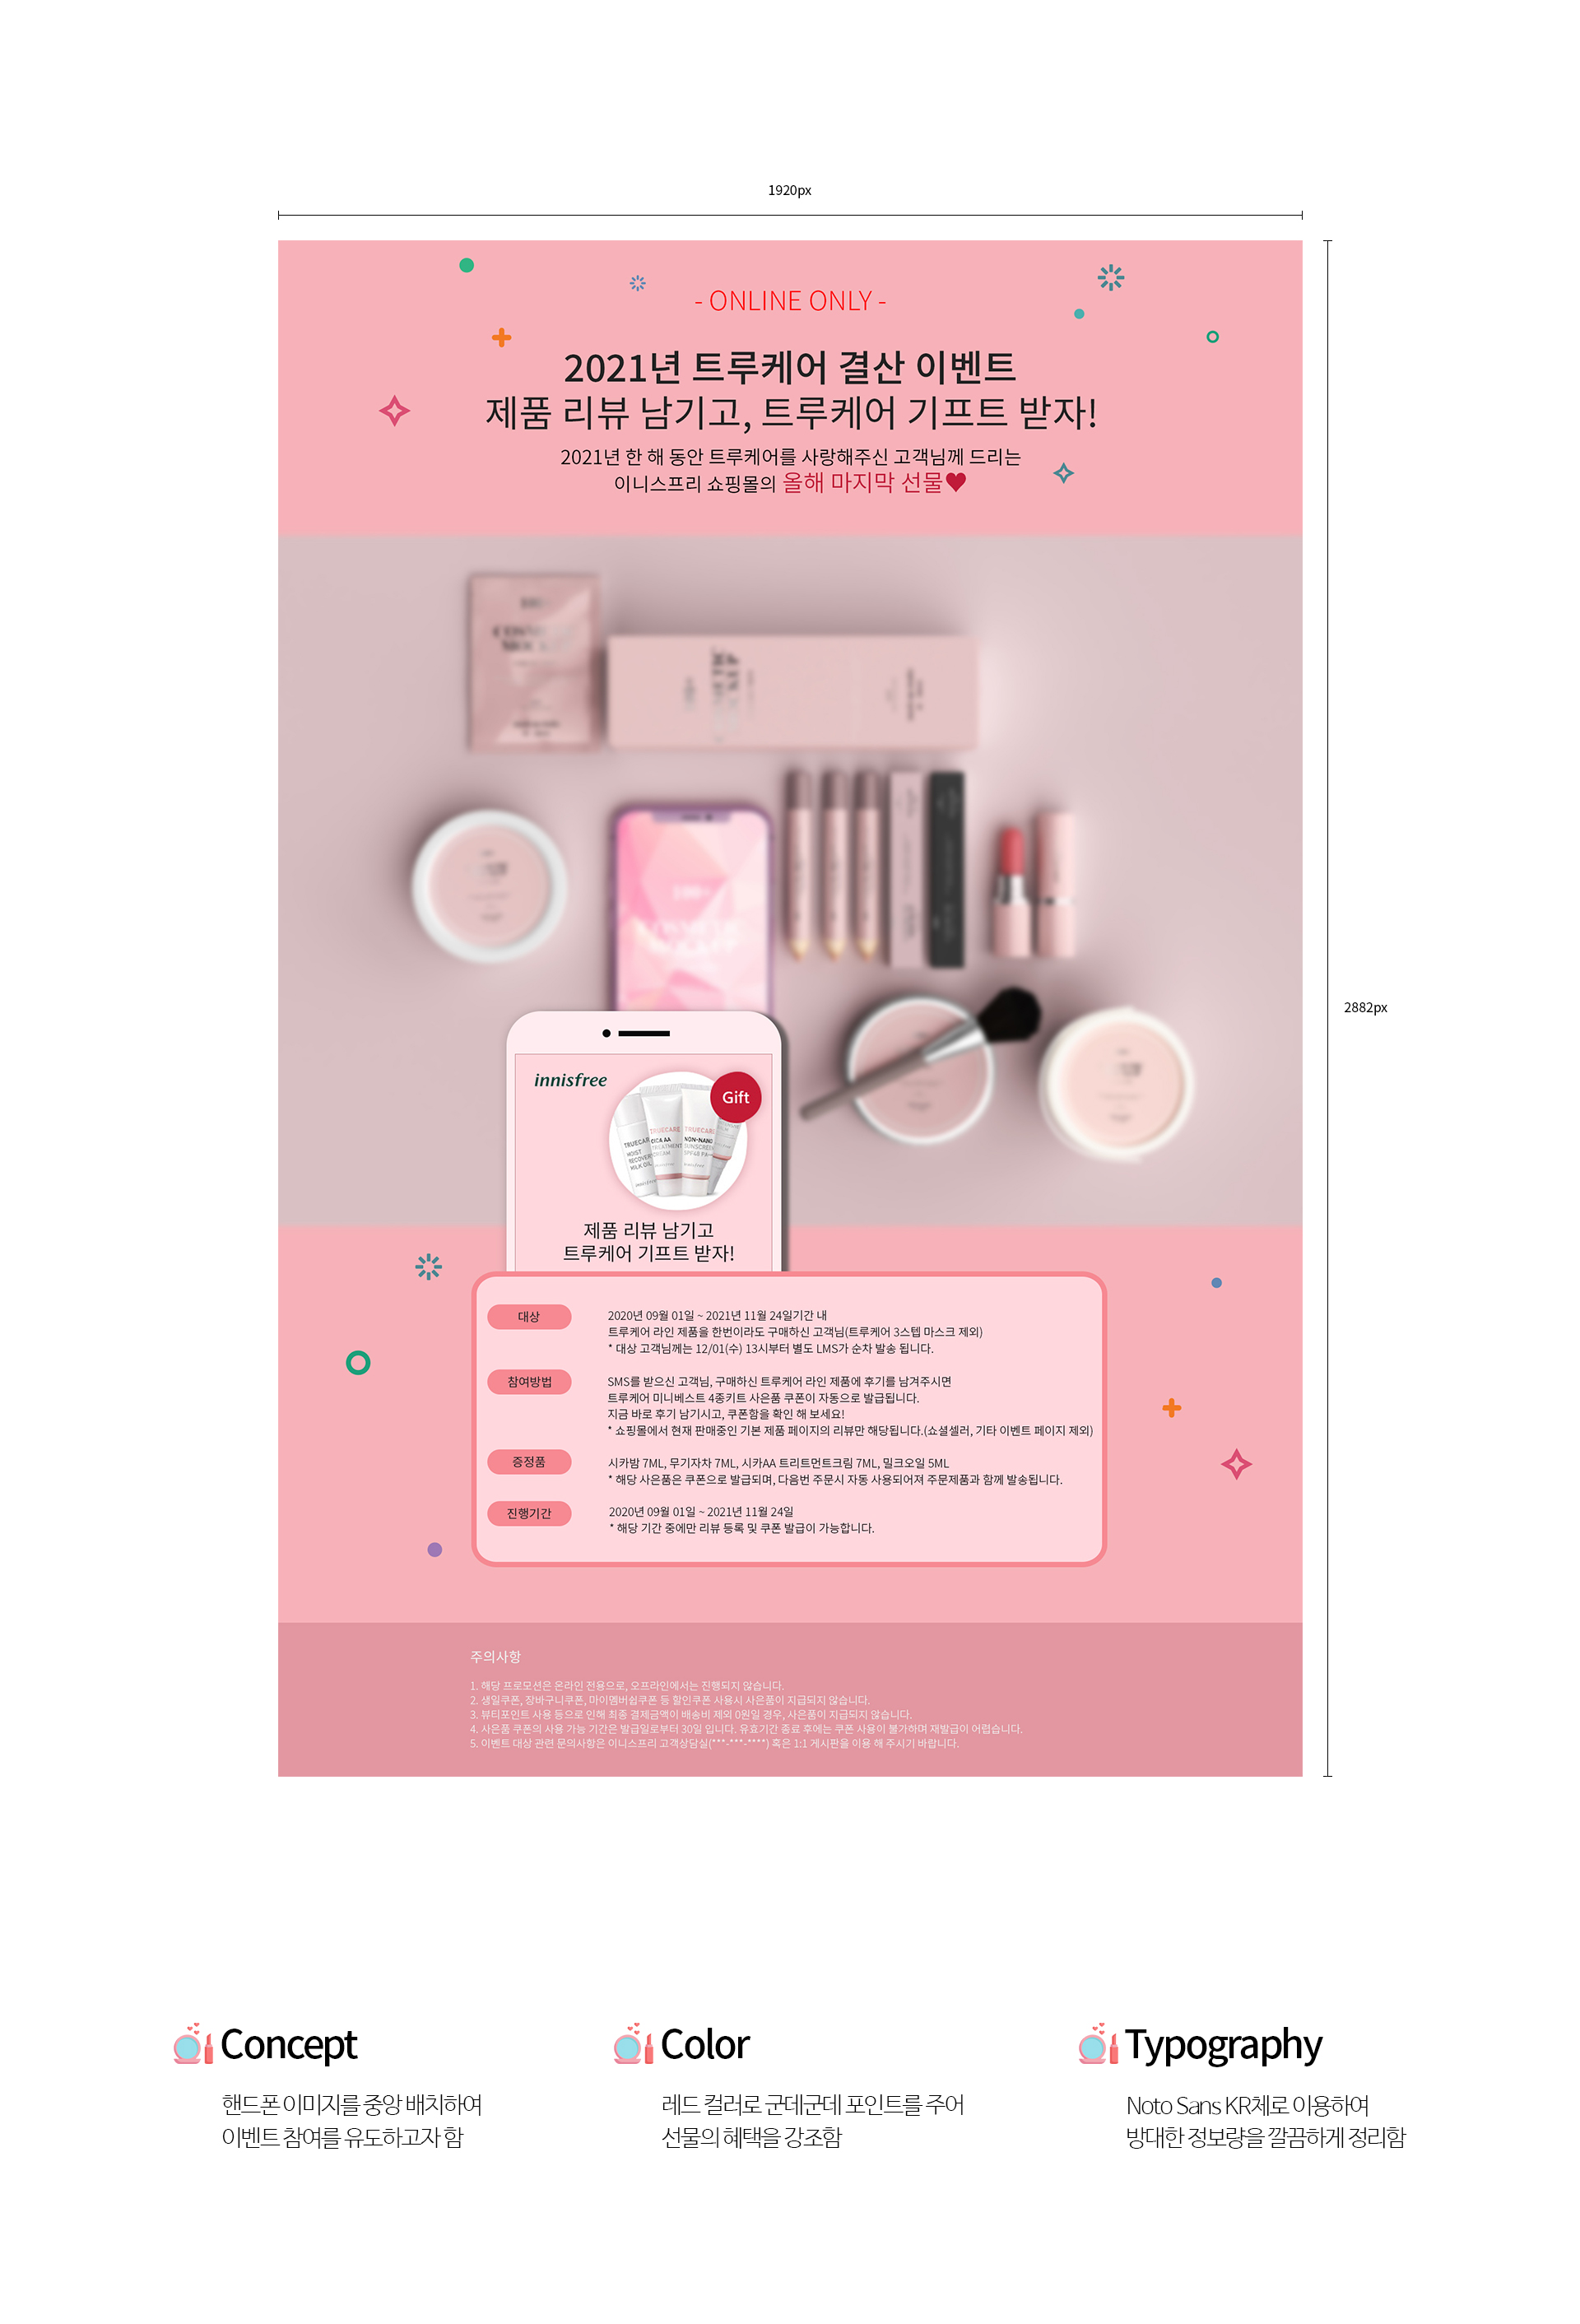 1920px
- ONLINE ONLY -
2021년 트루케어 결산 이벤트
제품 리뷰 남기고, 트루케어 기프트 받자!
2021년 한 해 동안 트루케어를 사랑해주신 고객님께 드리는
이니스프리 쇼핑몰의 올해 마지막 선물♥
2882px
innisfree
Gift
TRUECARE
MOIST
RECOVERY
MILK OIL
TRUECARE
CICA AA
TREATMENT
CREAM
TRUECARE
NON-NANO
SUNSCREEN
SPF48 PA+
제품 리뷰 남기고
트루케어 기프트 받자!
대상
2020년 09월 01일 ~ 2021년 11월 24일기간 내
트루케어 라인 제품을 한번이라도 구매하신 고객님(트루케어 3스텝 마스크 제외)
* 대상 고객님께는 12/01(수) 13시부터 별도 LMS가 순차 발송 됩니다.
참여방법
SMS를 받으신 고객님, 구매하신 트루케어 라인 제품에 후기를 남겨주시면
트루케어 미니베스트 4종키트 사은품 쿠폰이 자동으로 발급됩니다.
지금 바로 후기 남기시고, 쿠폰함을 확인 해 보세요!
* 쇼핑몰에서 현재 판매중인 기본 제품 페이지의 리뷰만 해당됩니다.(쇼셜셀러, 기타 이벤트 페이지 제외)
증정품
시카밤 7ML, 무기자차 7ML, 시카AA 트리트먼트크림 7ML, 밀크오일 5ML
* 해당 사은품은 쿠폰으로 발급되며, 다음번 주문시 자동 사용되어져 주문제품과 함께 발송됩니다.
진행기간
2020년 09월 01일 ~ 2021년 11월 24일
* 해당 기간 중에만 리뷰 등록 및 쿠폰 발급이 가능합니다.
주의사항
1. 해당 프로모션은 온라인 전용으로, 오프라인에서는 진행되지 않습니다.
2. 생일쿠폰, 장바구니쿠폰, 마이멤버쉽쿠폰 등 할인쿠폰 사용시 사은품이 지급되지 않습니다.
3. 뷰티포인트 사용 등으로 인해 최종 결제금액이 배송비 제외 0원일 경우, 사은품이 지급되지 않습니다.
4. 사은품 쿠폰의 사용 가능 기간은 발급일로부터 30일 입니다. 유효기간 종료 후에는 쿠폰 사용이 불가하며 재발급이 어렵습니다.
5. 이벤트 대상 관련 문의사항은 이니스프리 고객상담실(***-***-****) 혹은 1:1 게시판을 이용 해 주시기 바랍니다.
Concept
핸드폰 이미지를 중앙 배치하여
이벤트 참여를 유도하고자 함
Color
레드 컬러로 군데군데 포인트를 주어
선물의 혜택을 강조함
Typography
Noto Sans KR체로 이용하여
방대한 정보량을 깔끔하게 정리함